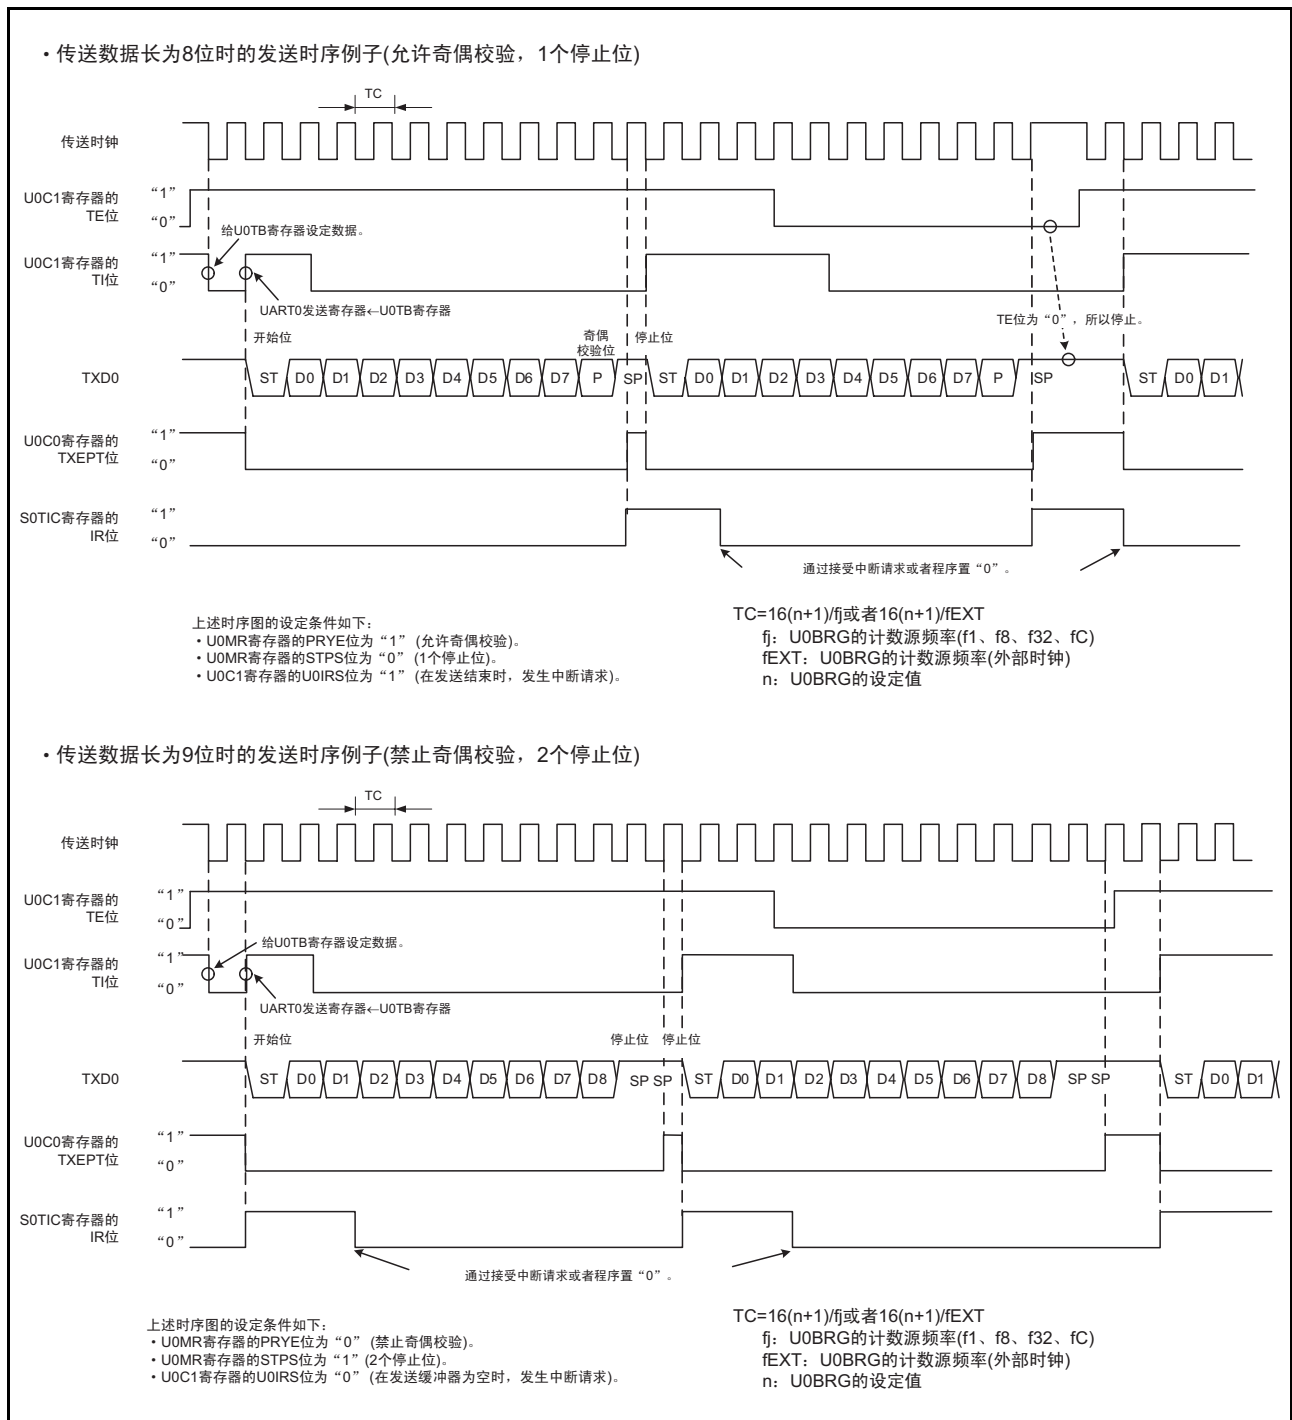 ・传送数据长为8位时的发送时序例子(允许奇偶校验，1个停止位)
TC
传送时钟
U0C1寄存器的
TE位
“1”
“0”
给U0TB寄存器设定数据。
U0C1寄存器的
TI位
“1”
“0”
UART0发送寄存器←U0TB寄存器
TE位为“0”，所以停止。
开始位
奇偶
校验位
停止位
TXD0
ST D0 D1 D2 D3 D4 D5 D6 D7 P SP ST D0 D1 D2 D3 D4 D5 D6 D7 P SP ST D0 D1
U0C0寄存器的
TXEPT位
“1”
“0”
S0TIC寄存器的
IR位
“1”
“0”
通过接受中断请求或者程序置“0”。
上述时序图的设定条件如下：
・U0MR寄存器的PRYE位为“1” (允许奇偶校验)。
・U0MR寄存器的STPS位为“0” (1个停止位)。
・U0C1寄存器的U0IRS位为“1” (在发送结束时，发生中断请求)。
TC=16(n+1)/fj或者16(n+1)/fEXT
fj：U0BRG的计数源频率(f1、f8、f32、fC)
fEXT：U0BRG的计数源频率(外部时钟)
n：U0BRG的设定值
・传送数据长为9位时的发送时序例子(禁止奇偶校验，2个停止位)
TC
传送时钟
U0C1寄存器的
TE位
“1”
“0”
给U0TB寄存器设定数据。
U0C1寄存器的
TI位
“1”
“0”
UART0发送寄存器←U0TB寄存器
开始位
停止位
停止位
TXD0
ST D0 D1 D2 D3 D4 D5 D6 D7 D8 SP SP ST D0 D1 D2 D3 D4 D5 D6 D7 D8 SP SP ST D0 D1
U0C0寄存器的
TXEPT位
“1”
“0”
S0TIC寄存器的
IR位
“1”
“0”
通过接受中断请求或者程序置“0”。
上述时序图的设定条件如下：
・U0MR寄存器的PRYE位为“0” (禁止奇偶校验)。
・U0MR寄存器的STPS位为“1” (2个停止位)。
・U0C1寄存器的U0IRS位为“0” (在发送缓冲器为空时，发生中断请求)。
TC=16(n+1)/fj或者16(n+1)/fEXT
fj：U0BRG的计数源频率(f1、f8、f32、fC)
fEXT：U0BRG的计数源频率(外部时钟)
n：U0BRG的设定值